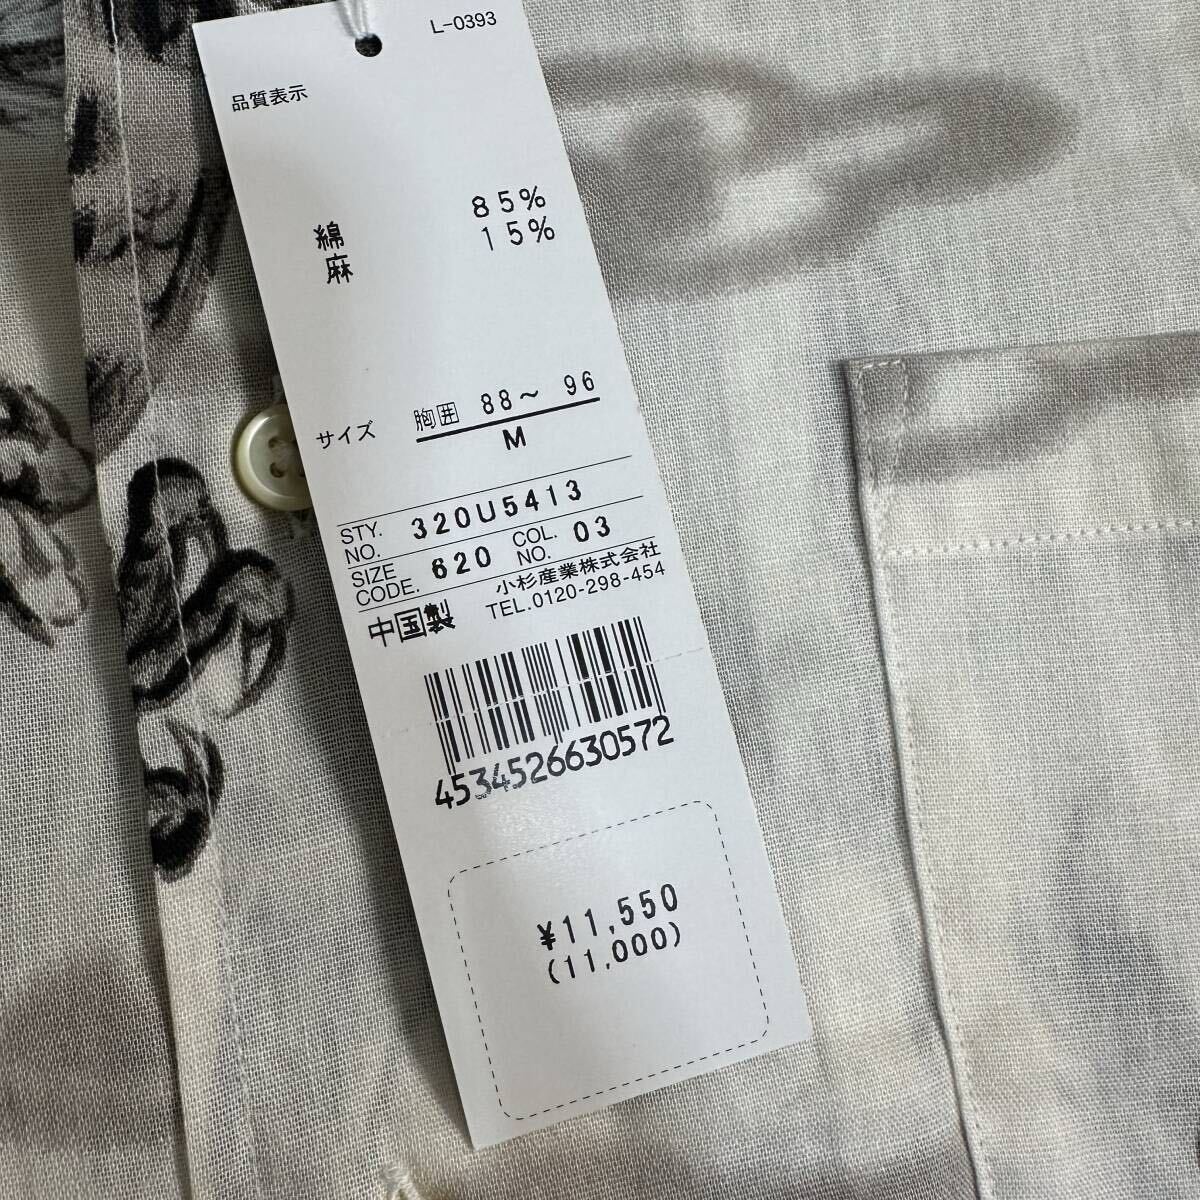 L-0393
品質表示
綿 85%
麻 15%
サイズ 胸囲 88～ 96
M
STY. NO. 320U5413
SIZE CODE. 620 COL. NO. 03
中国製 小杉産業株式会社
TEL.0120-298-454
4534526630572
¥11,550
(11,000)